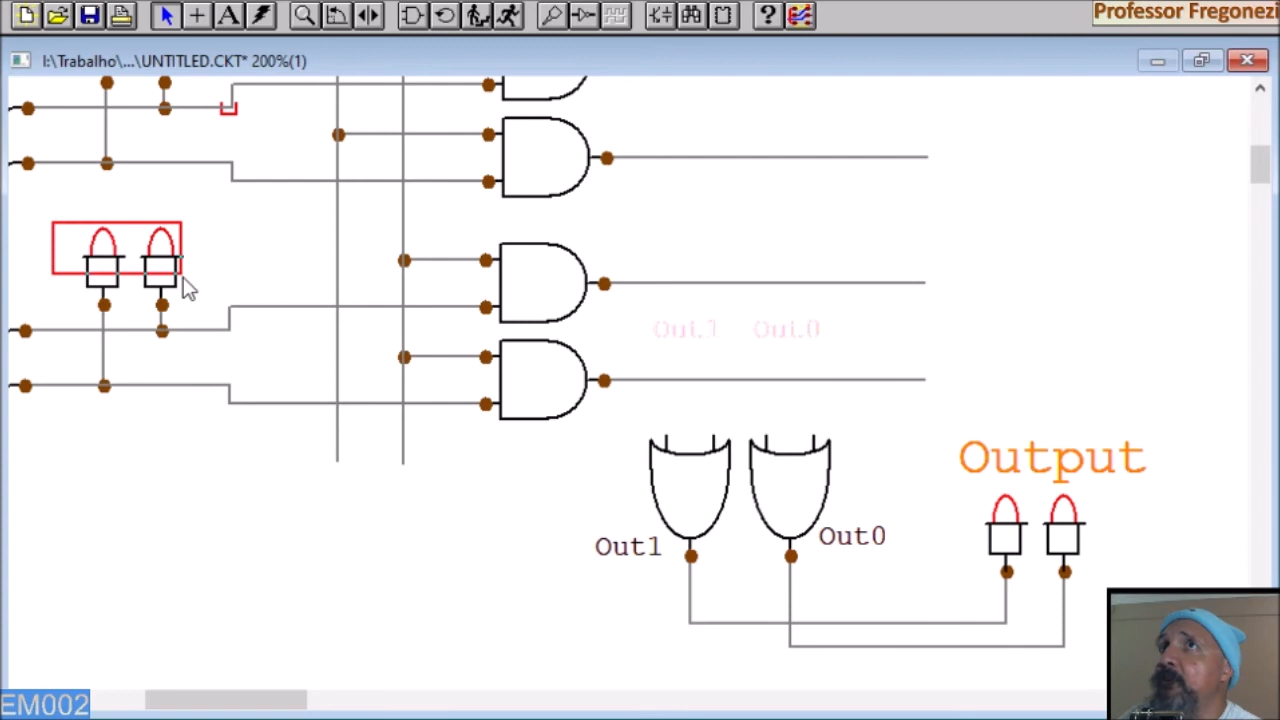 A
?
Professor Fregonezi
I:\Trabalho\...\UNTITLED.CKT* 200%(1)
Out1 Out0
Output
Out1
Out0
EM002